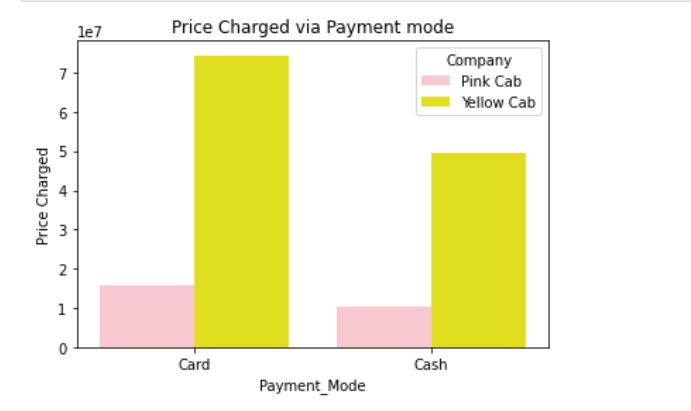 Price Charged via Payment mode
1e7
Company
Pink Cab
Yellow Cab
7
6
5
4
3
2
1
0
Price Charged
Card
Cash
Payment_Mode